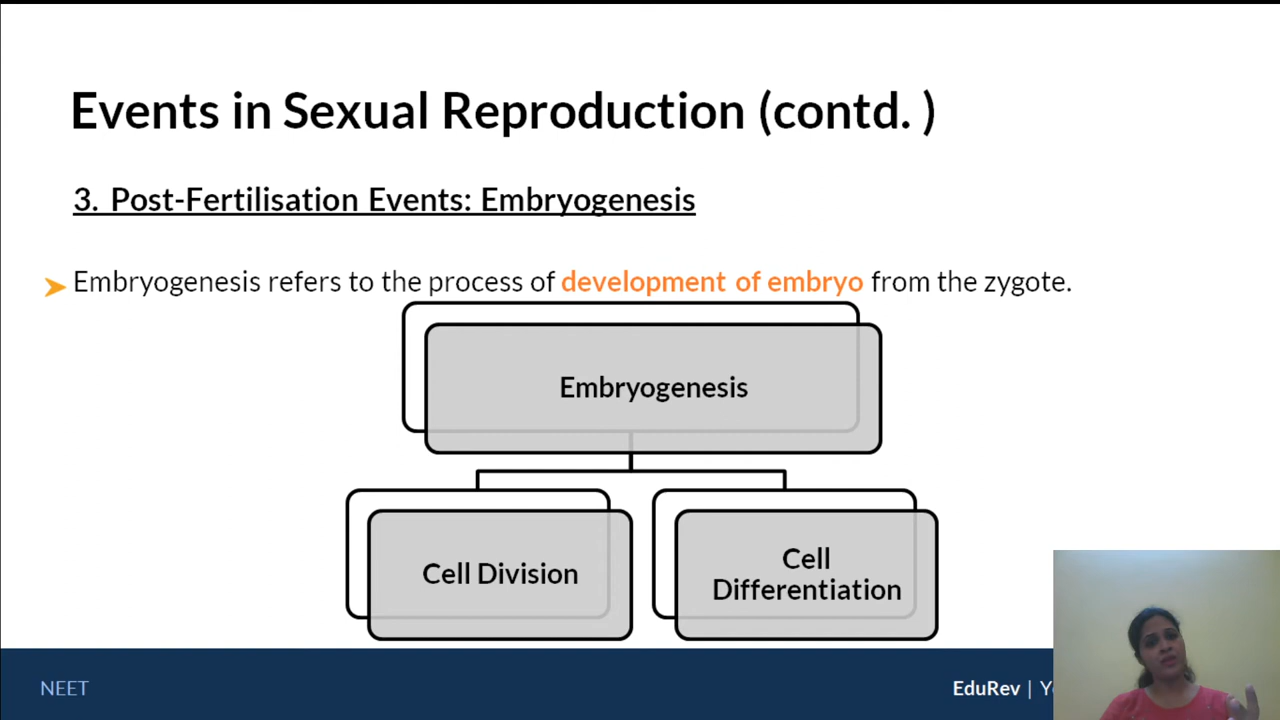 Events in Sexual Reproduction (contd. )
3. Post-Fertilisation Events: Embryogenesis
Embryogenesis refers to the process of development of embryo from the zygote.
Embryogenesis
Cell Division
Cell
Differentiation
NEET
EduRev |